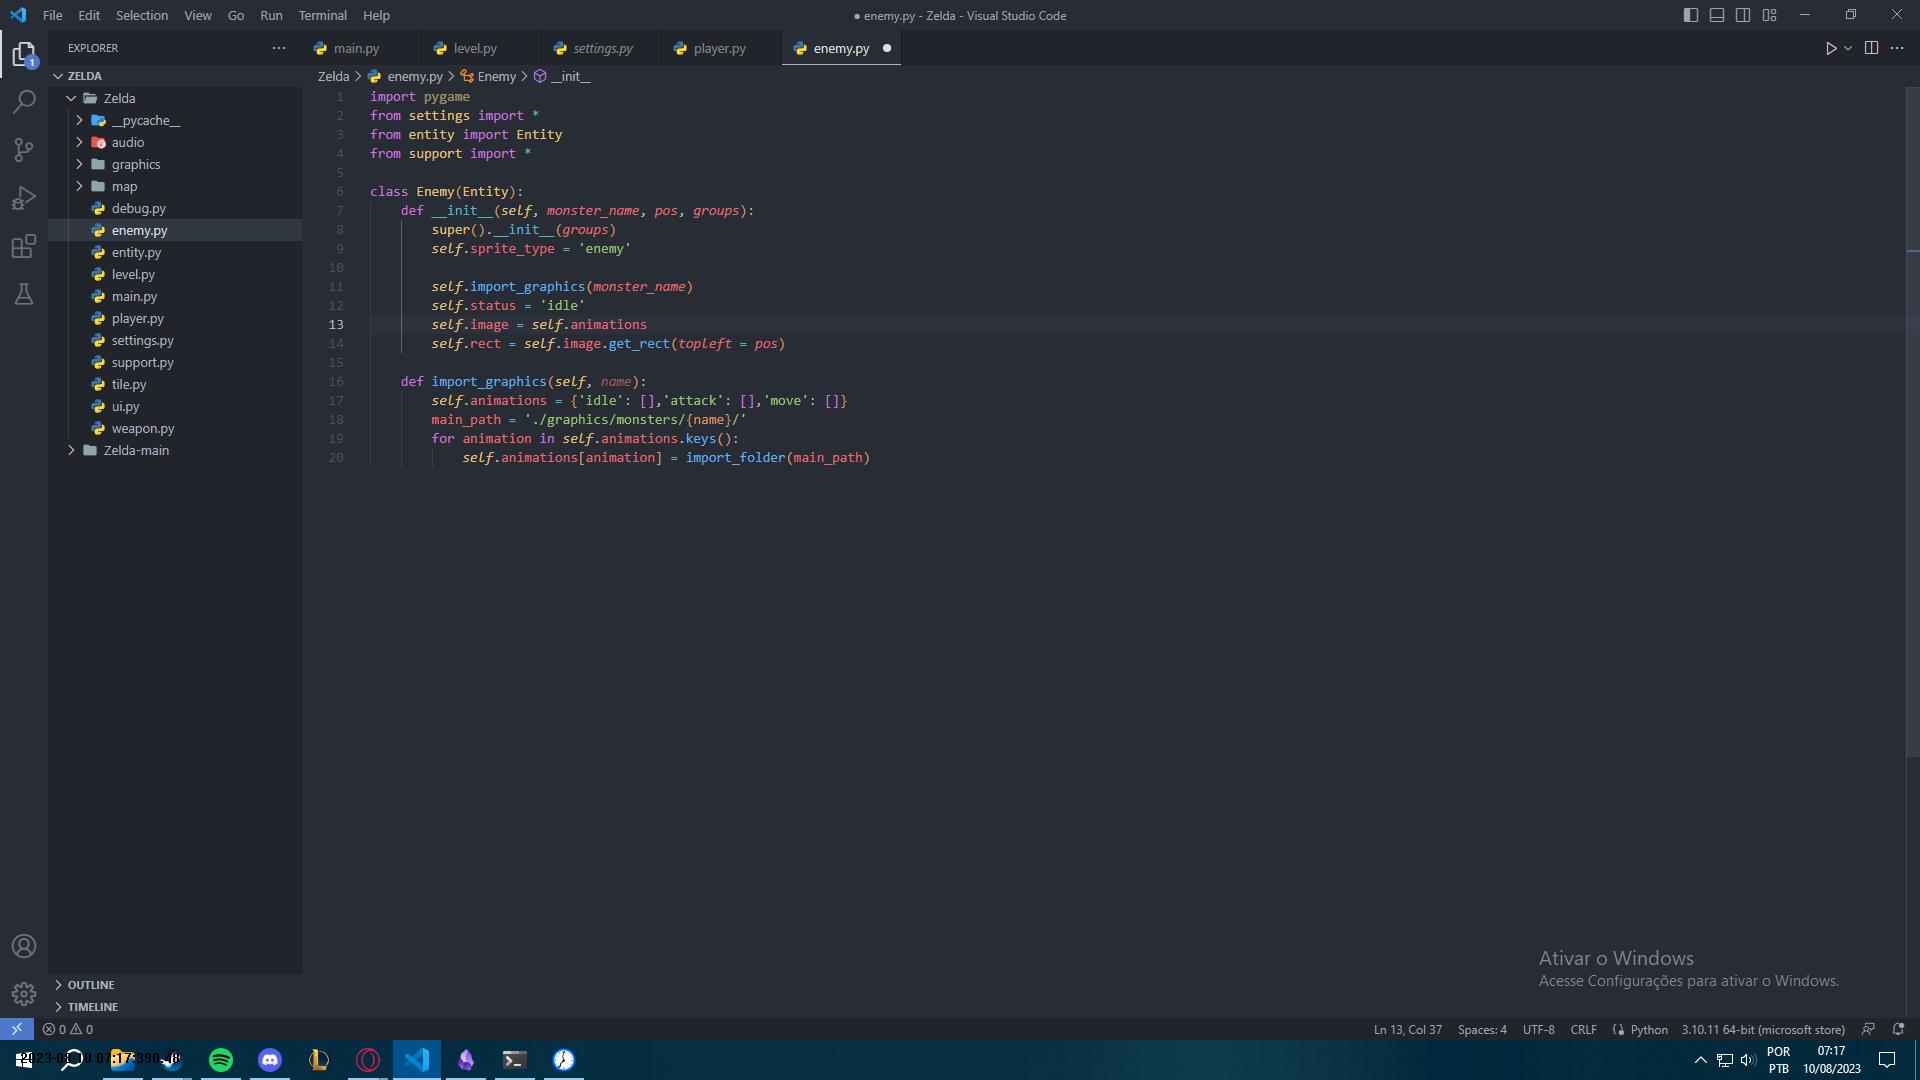 File Edit Selection View Go Run Terminal Help
● enemy.py - Zelda - Visual Studio Code
EXPLORER
main.py level.py settings.py player.py enemy.py
ZELDA
Zelda > enemy.py > Enemy > __init__
Zelda
__pycache__
audio
graphics
map
debug.py
enemy.py
entity.py
level.py
main.py
player.py
settings.py
support.py
tile.py
ui.py
weapon.py
Zelda-main
1 import pygame
2 from settings import *
3 from entity import Entity
4 from support import *
5
6 class Enemy(Entity):
7     def __init__(self, monster_name, pos, groups):
8         super().__init__(groups)
9         self.sprite_type = 'enemy'
10
11         self.import_graphics(monster_name)
12         self.status = 'idle'
13         self.image = self.animations
14         self.rect = self.image.get_rect(topleft = pos)
15
16     def import_graphics(self, name):
17         self.animations = {'idle': [],'attack': [],'move': []}
18         main_path = './graphics/monsters/{name}/'
19         for animation in self.animations.keys():
20             self.animations[animation] = import_folder(main_path)
1
Ativar o Windows
Acesse Configurações para ativar o Windows.
OUTLINE
TIMELINE
0 0
Ln 13, Col 37 Spaces: 4 UTF-8 CRLF Python 3.10.11 64-bit (microsoft store)
POR
PTB
07:17
10/08/2023